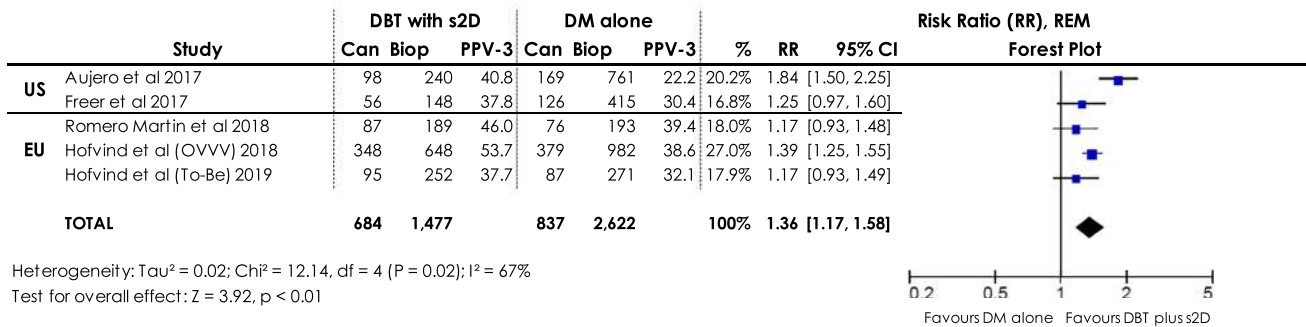 DBT with s2D DM alone Risk Ratio (RR), REM
Study Can Biop PPV-3 Can Biop PPV-3 % RR 95% CI Forest Plot
US Aujero et al 2017 98 240 40.8 169 761 22.2 20.2% 1.84 [1.50, 2.25]
Freer et al 2017 56 148 37.8 126 415 30.4 16.8% 1.25 [0.97, 1.60]
Romero Martin et al 2018 87 189 46.0 76 193 39.4 18.0% 1.17 [0.93, 1.48]
EU Hofvind et al (OVVV) 2018 348 648 53.7 379 982 38.6 27.0% 1.39 [1.25, 1.55]
Hofvind et al (To-Be) 2019 95 252 37.7 87 271 32.1 17.9% 1.17 [0.93, 1.49]
TOTAL 684 1,477 837 2,622 100% 1.36 [1.17, 1.58]
Heterogeneity: Tau² = 0.02; Chi² = 12.14, df = 4 (P = 0.02); I² = 67%
Test for overall effect: Z = 3.92, p < 0.01
0.2 0.5 1 2 5
Favours DM alone Favours DBT plus s2D